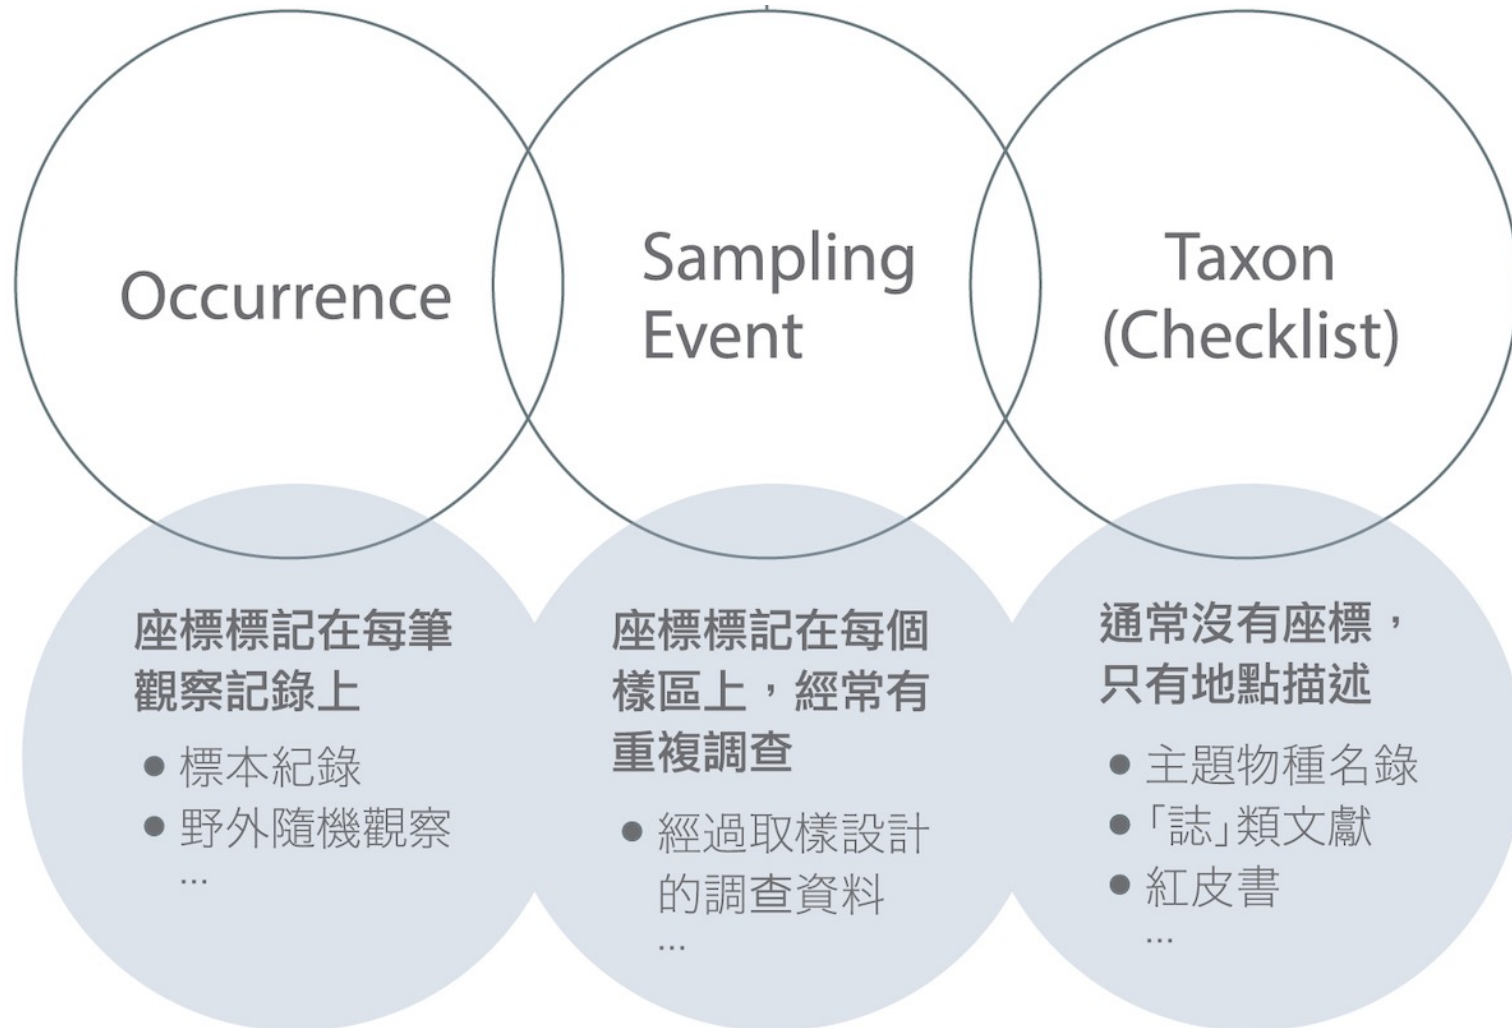 Occurrence
Sampling
Event
Taxon
(Checklist)
座標標記在每筆
觀察記錄上
● 標本紀錄
● 野外隨機觀察
...
座標標記在每個
樣區上，經常有
重複調查
● 經過取樣設計
的調查資料
...
通常沒有座標，
只有地點描述
● 主題物種名錄
● 「誌」類文獻
● 紅皮書
...